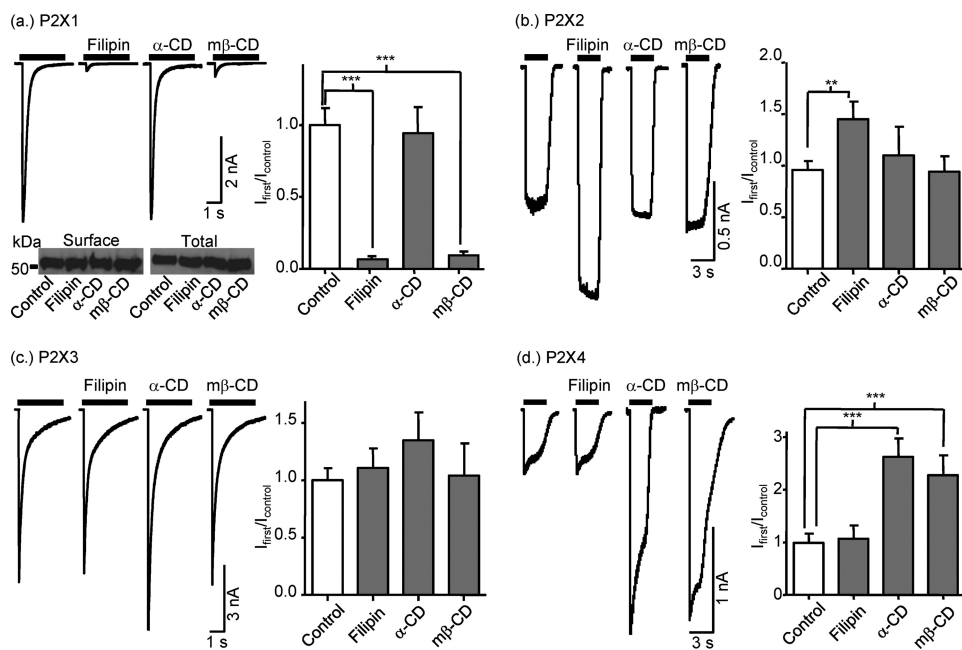 (a.) P2X1
Filipin α-CD mβ-CD
2 nA
1 s
kDa Surface Total
50
Control Filipin α-CD mβ-CD Control Filipin α-CD mβ-CD
*** ***
Ifirst/Icontrol
1.0
0.5
0.0
Control Filipin α-CD mβ-CD
(b.) P2X2
Filipin α-CD mβ-CD
0.5 nA
3 s
**
Ifirst/Icontrol
2.0
1.5
1.0
0.5
0.0
Control Filipin α-CD mβ-CD
(c.) P2X3
Filipin α-CD mβ-CD
3 nA
1 s
Ifirst/Icontrol
1.5
1.0
0.5
0.0
Control Filipin α-CD mβ-CD
(d.) P2X4
Filipin α-CD mβ-CD
1 nA
3 s
*** ***
Ifirst/Icontrol
3
2
1
0
Control Filipin α-CD mβ-CD